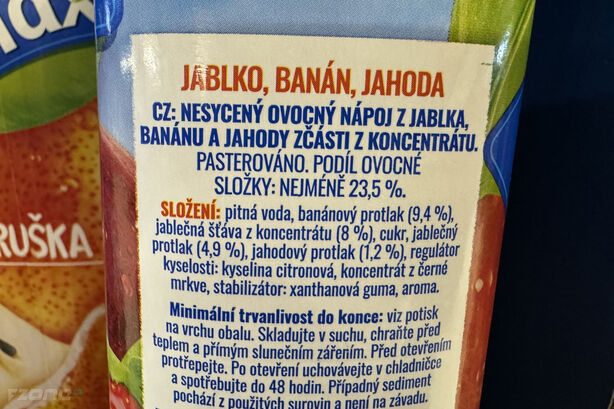 ax
RUŠKA
JABLKO, BANÁN, JAHODA
CZ: NESYCENÝ OVOCNÝ NÁPOJ Z JABLKA,
BANÁNU A JAHODY ZČÁSTI Z KONCENTRÁTU.
PASTEROVÁNO. PODÍL OVOCNÉ
SLOŽKY: NEJMÉNĚ 23,5 %.
SLOŽENÍ: pitná voda, banánový protlak (9,4 %),
jablečná šťáva z koncentrátu (8 %), cukr, jablečný
protlak (4,9 %), jahodový protlak (1,2 %), regulátor
kyselosti: kyselina citronová, koncentrát z černé
mrkve, stabilizátor: xanthanová guma, aroma.
Minimální trvanlivost do konce: viz potisk
na vrchu obalu. Skladujte v suchu, chraňte před
teplem a přímým slunečním zářením. Před otevřením
protřepejte. Po otevření uchovávejte v chladničce
a spotřebujte do 48 hodin. Případný sediment
pochází z použitých surovin a není na závadu.